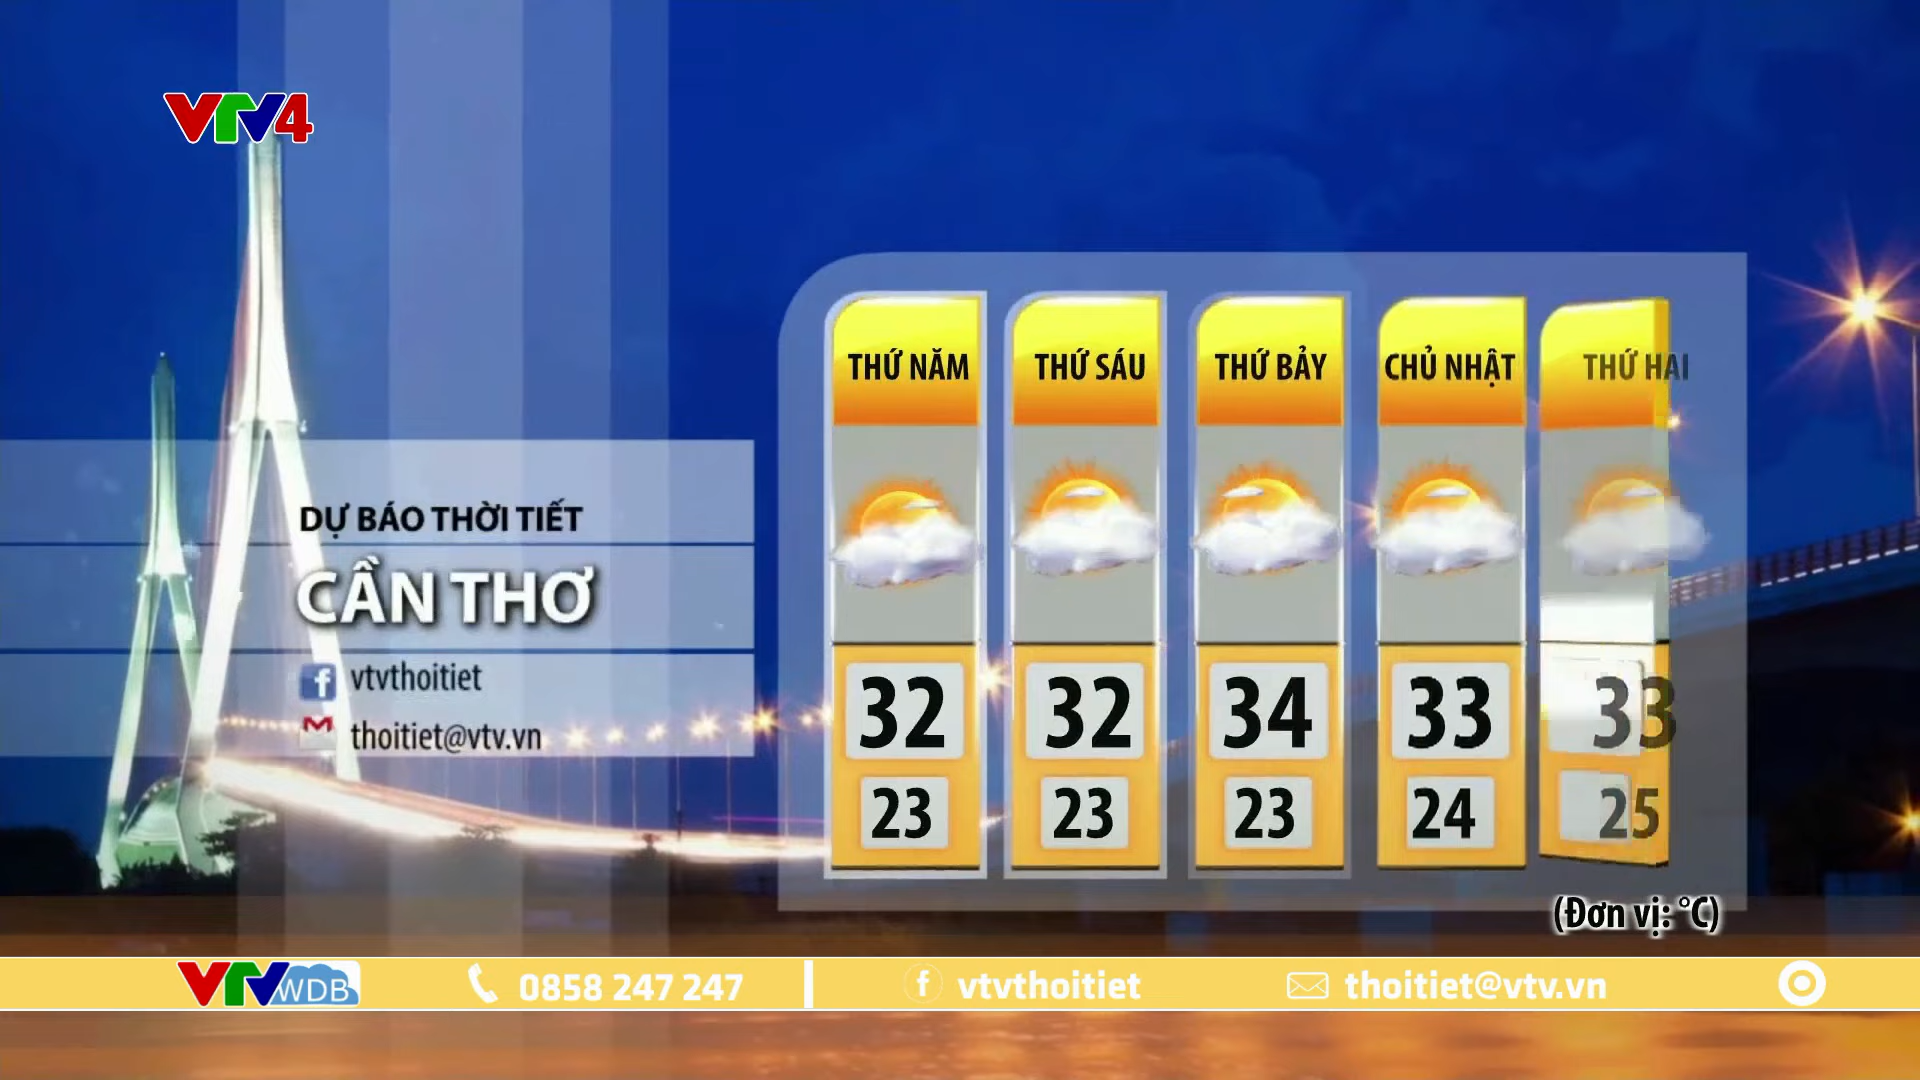 VTV4
DỰ BÁO THỜI TIẾT
CẦN THƠ
vtvthoitiet
thoitiet@vtv.vn
THỨ NĂM
THỨ SÁU
THỨ BẢY
CHỦ NHẬT
THỨ HAI
32
32
34
33
33
23
23
23
24
25
(Đơn vị: °C)
VTV WDB
0858 247 247
vtvthoitiet
thoitiet@vtv.vn